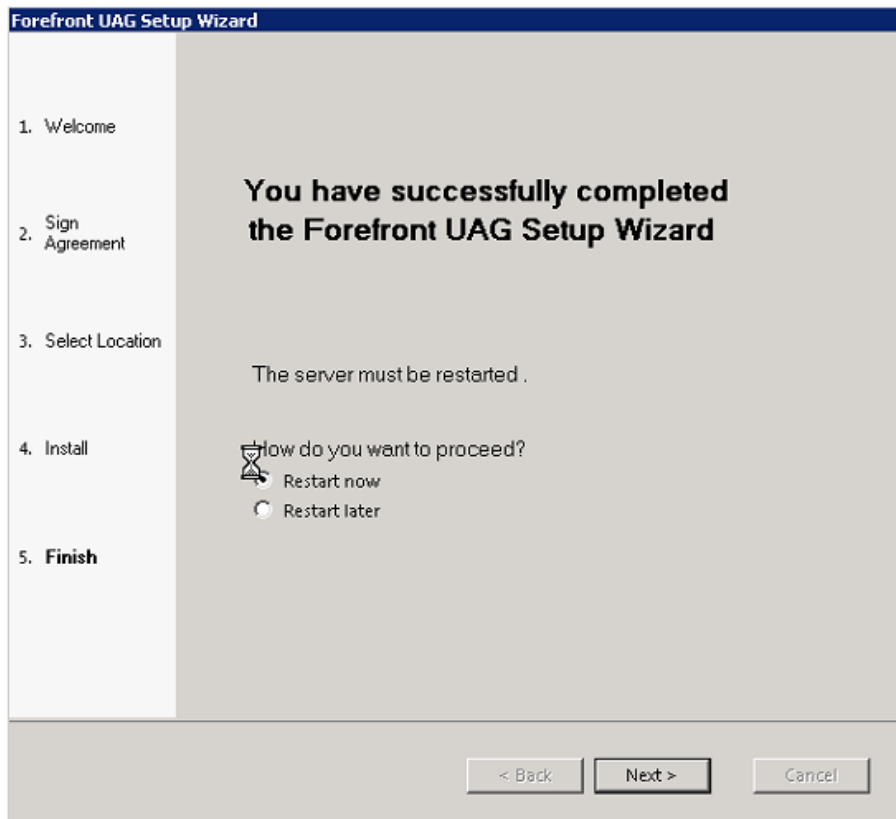 Forefront UAG Setup Wizard
1. Welcome
2. Sign
Agreement
3. Select Location
4. Install
5. Finish
You have successfully completed
the Forefront UAG Setup Wizard
The server must be restarted .
How do you want to proceed?
Restart now
Restart later
< Back
Next >
Cancel